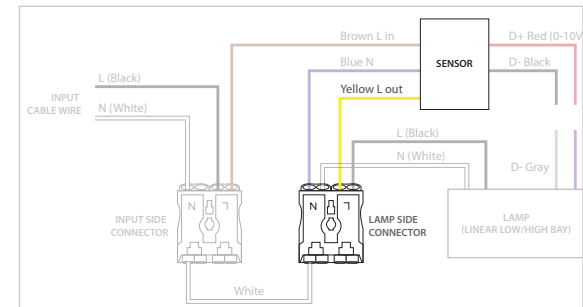 Brown L in
D+ Red (0-10V
Blue N
SENSOR
D- Black
L (Black)
Yellow L out
INPUT
CABLE WIRE
N (White)
L (Black)
N (White)
D- Gray
N L
N L
INPUT SIDE
CONNECTOR
LAMP SIDE
CONNECTOR
LAMP
(LINEAR LOW/HIGH BAY)
White